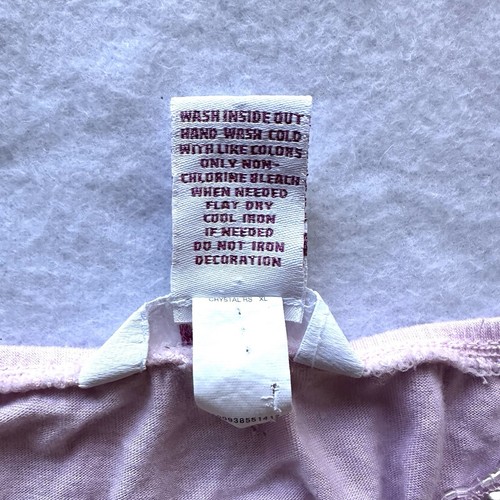 WASH INSIDE OUT
HAND WASH COLD
WITH LIKE COLORS
ONLY NON-
CHLORINE BLEACH
WHEN NEEDED
FLAY DRY
COOL IRON
IF NEEDED
DO NOT IRON
DECORATION
CRYSTAL RS XL